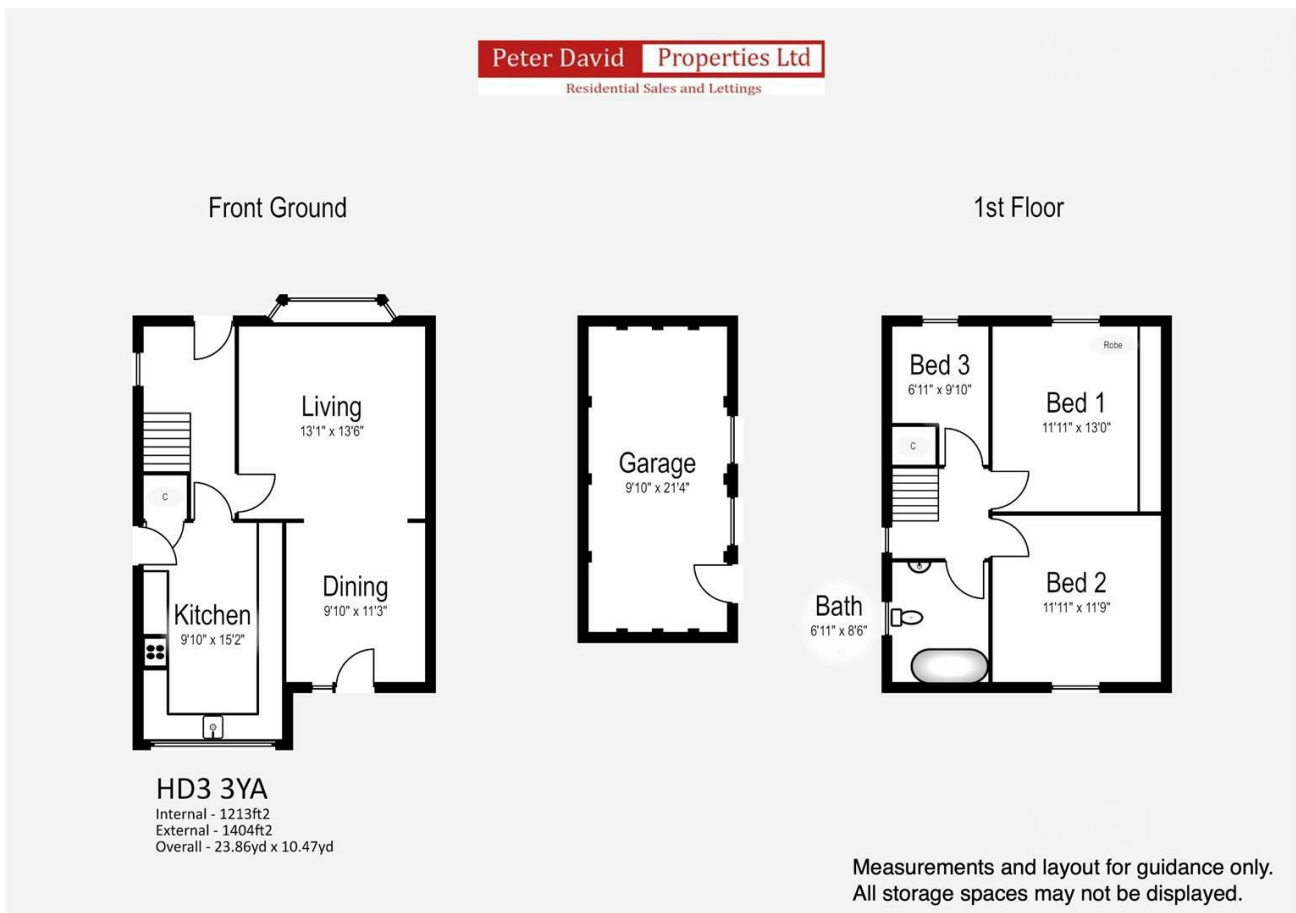 Peter David Properties Ltd
Residential Sales and Lettings
Front Ground
1st Floor
Living
13'1" x 13'6"
C
Dining
9'10" x 11'3"
Kitchen
9'10" x 15'2"
Garage
9'10" x 21'4"
Bed 3
6'11" x 9'10"
Robe
Bed 1
11'11" x 13'0"
C
Bed 2
11'11" x 11'9"
Bath
6'11" x 8'6"
HD3 3YA
Internal - 1213ft2
External - 1404ft2
Overall - 23.86yd x 10.47yd
Measurements and layout for guidance only.
All storage spaces may not be displayed.